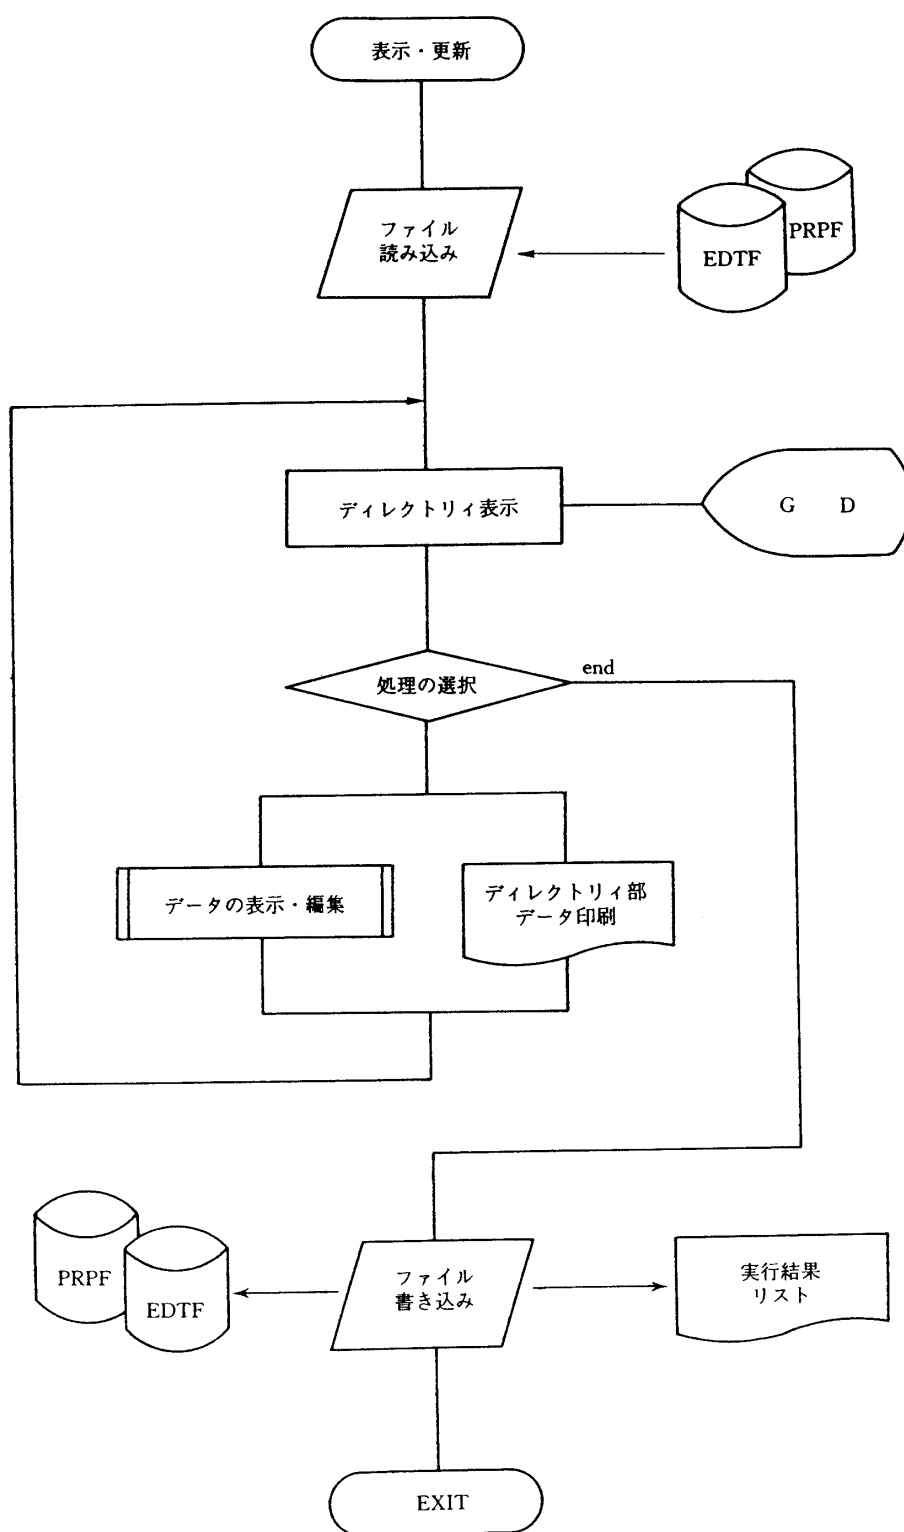 表示・更新
ファイル
読み込み
EDTF
PRPF
ディレクトリィ表示
G D
処理の選択
end
データの表示・編集
ディレクトリィ部
データ印刷
PRPF
EDTF
ファイル
書き込み
実行結果
リスト
EXIT